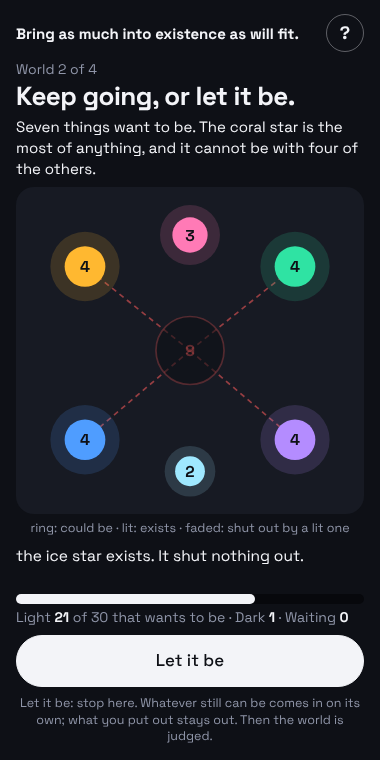 Bring as much into existence as will fit.
?
World 2 of 4
Keep going, or let it be.
Seven things want to be. The coral star is the
most of anything, and it cannot be with four of
the others.
3
4
4
9
4
4
2
ring: could be · lit: exists · faded: shut out by a lit one
the ice star exists. It shut nothing out.
Light 21 of 30 that wants to be · Dark 1 · Waiting 0
Let it be
Let it be: stop here. Whatever still can be comes in on its
own; what you put out stays out. Then the world is
judged.